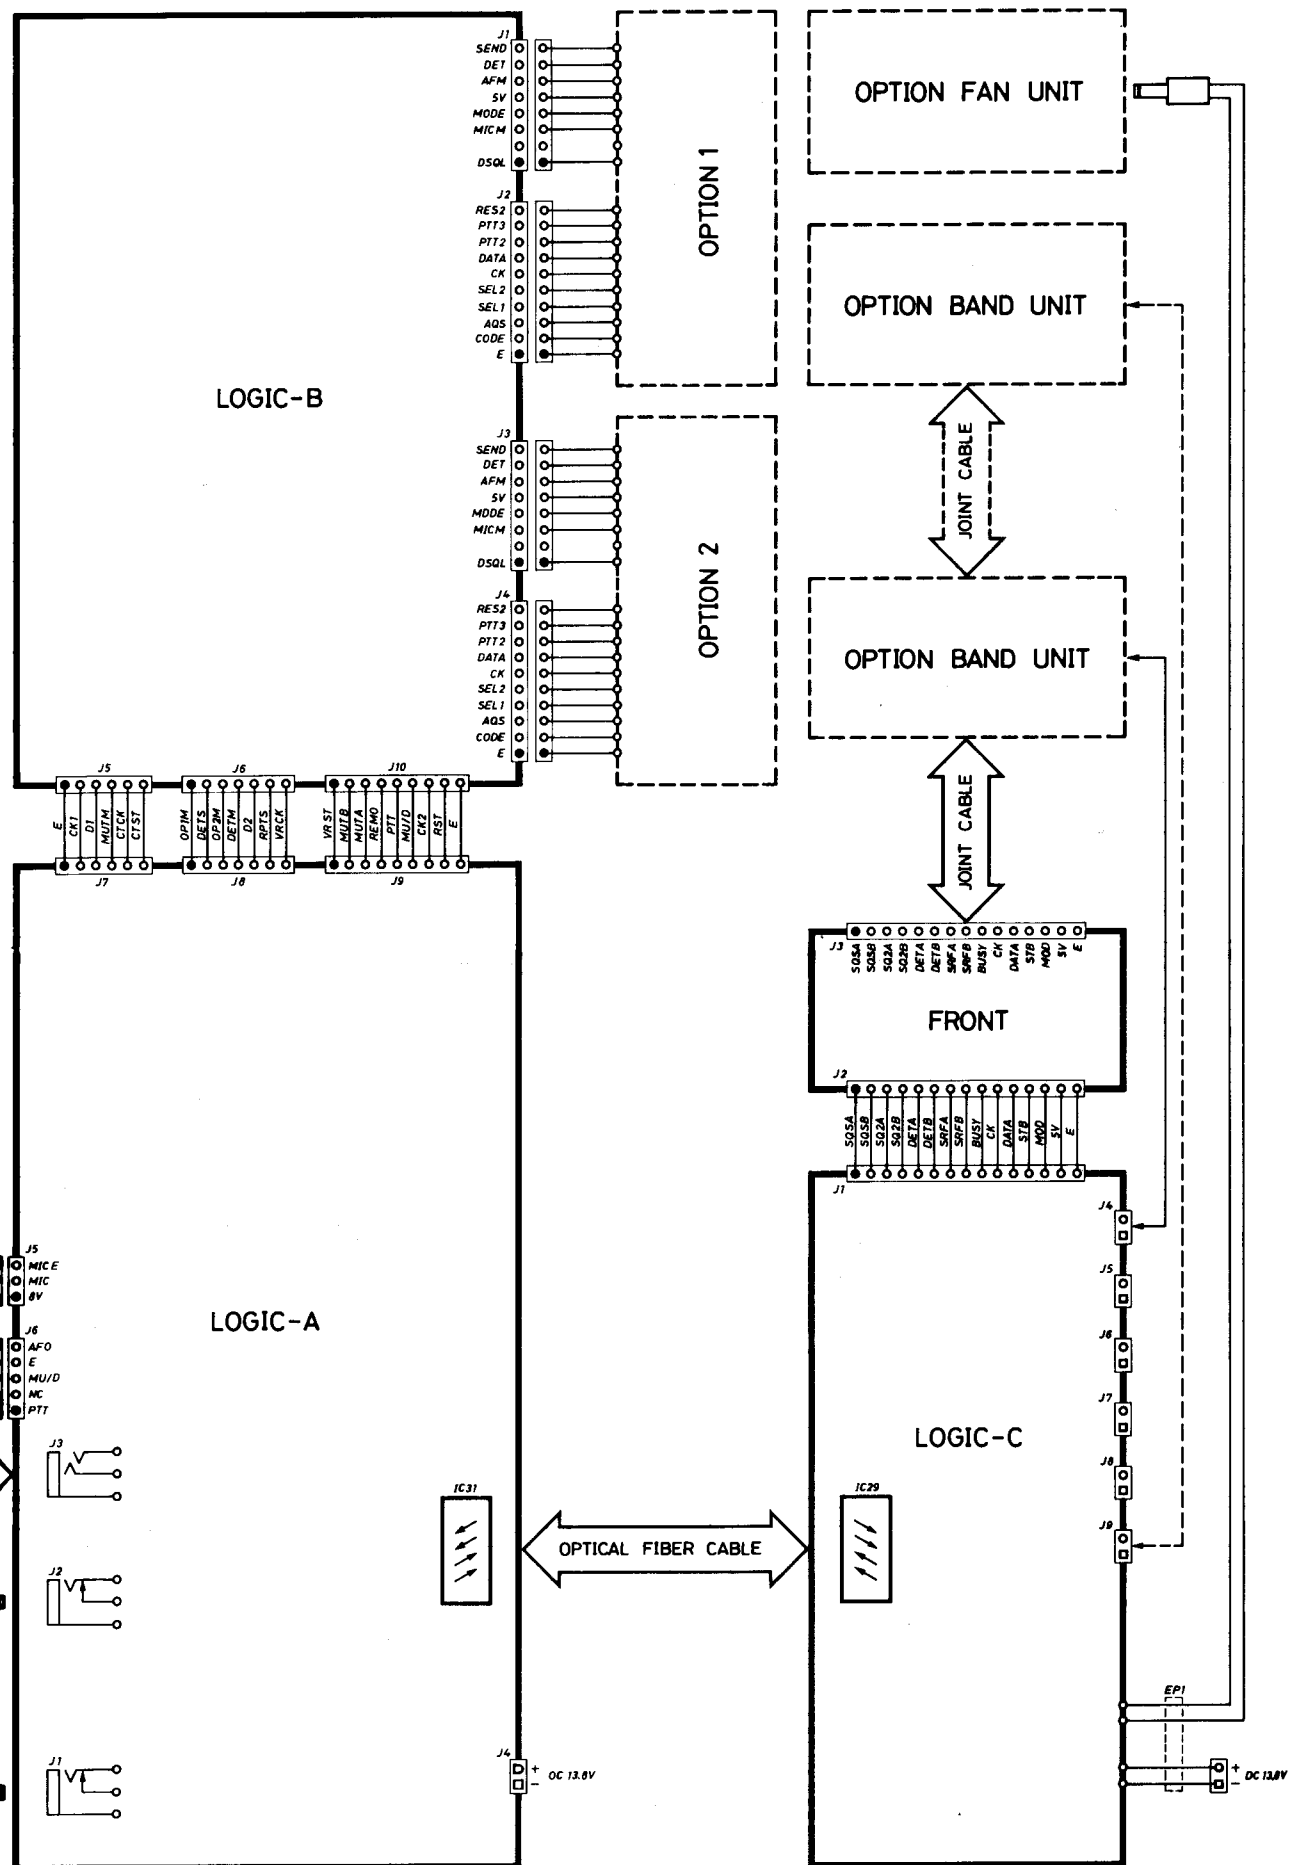 J1
SEND
DET
AFM
5V
MODE
MICM
DSQL
J2
RES2
PTT3
PTT2
DATA
CK
SEL2
SEL1
AQS
CODE
E
LOGIC-B
J3
SEND
DET
AFM
5V
MODE
MICM
DSQL
J4
RES2
PTT3
PTT2
DATA
CK
SEL2
SEL1
AQS
CODE
E
OPTION 1
OPTION 2
OPTION FAN UNIT
OPTION BAND UNIT
JOINT CABLE
OPTION BAND UNIT
JOINT CABLE
J5
J6
J10
E
CK1
D1
MUTM
CTCK
CTST
OP1M
DETS
OP2M
DETM
D2
RPTS
VRCK
VRST
MUTB
MUTA
REMO
PTT
MU/D
CK2
RST
E
J7
J8
J9
J3
SQSA
SQSB
SQ2A
SQ2B
DETA
DETB
SRFA
SRFB
BUSY
CK
DATA
STB
MOD
5V
E
FRONT
J2
SQSA
SQSB
SQ2A
SQ2B
DETA
DETB
SRFA
SRFB
BUSY
CK
DATA
STB
MOD
5V
E
J1
J4
J5
J6
J7
J8
J9
LOGIC-C
IC29
J5
MICE
MIC
8V
J6
AFO
E
MU/D
NC
PTT
LOGIC-A
J3
J2
J1
IC31
OPTICAL FIBER CABLE
J4
+
-
DC 13.8V
EP1
+
-
DC 13.8V